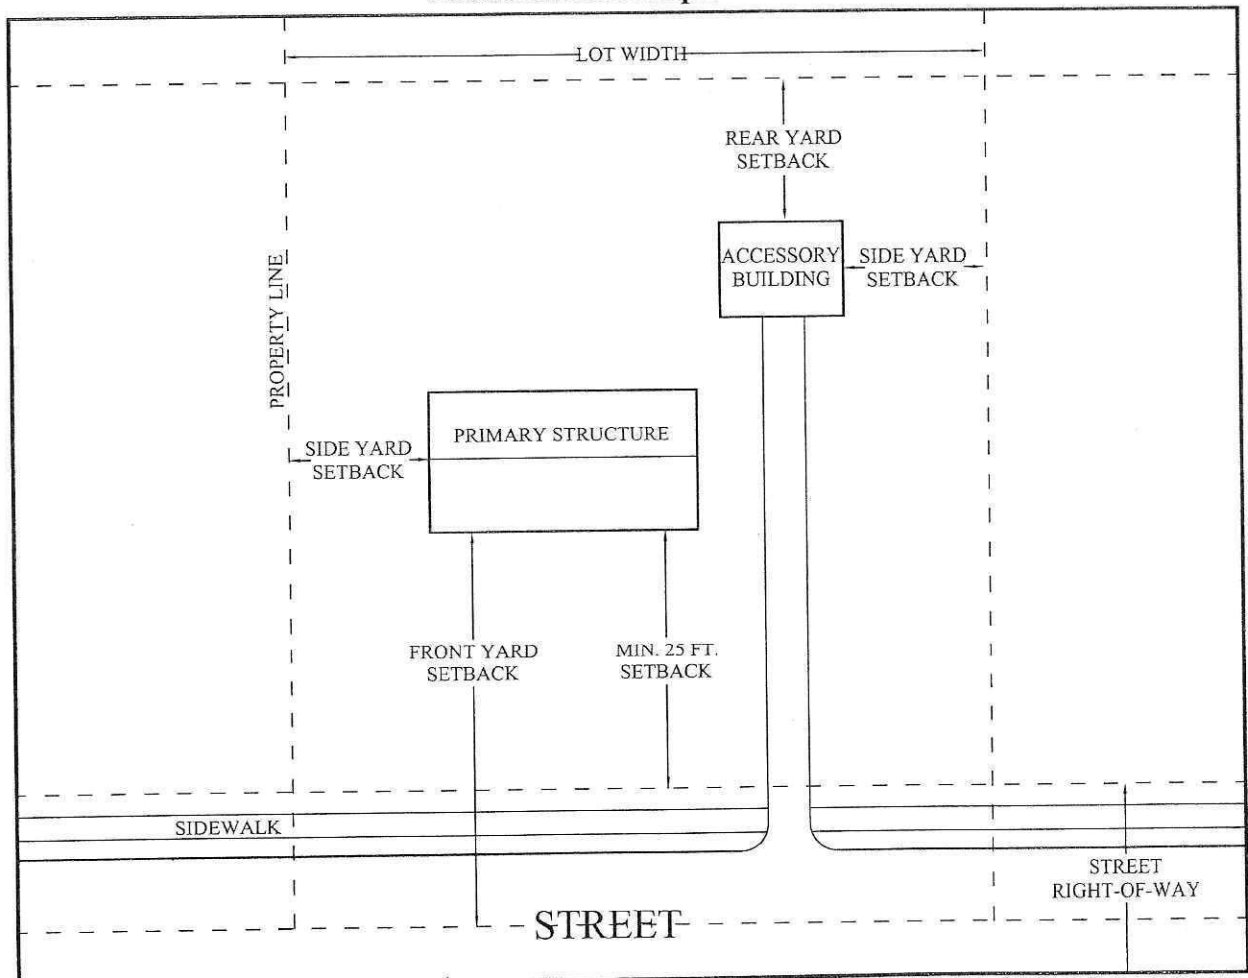 LOT WIDTH
REAR YARD
SETBACK
ACCESSORY
BUILDING
SIDE YARD
SETBACK
PROPERTY LINE
PRIMARY STRUCTURE
SIDE YARD
SETBACK
FRONT YARD
SETBACK
MIN. 25 FT.
SETBACK
SIDEWALK
STREET
RIGHT-OF-WAY
STREET